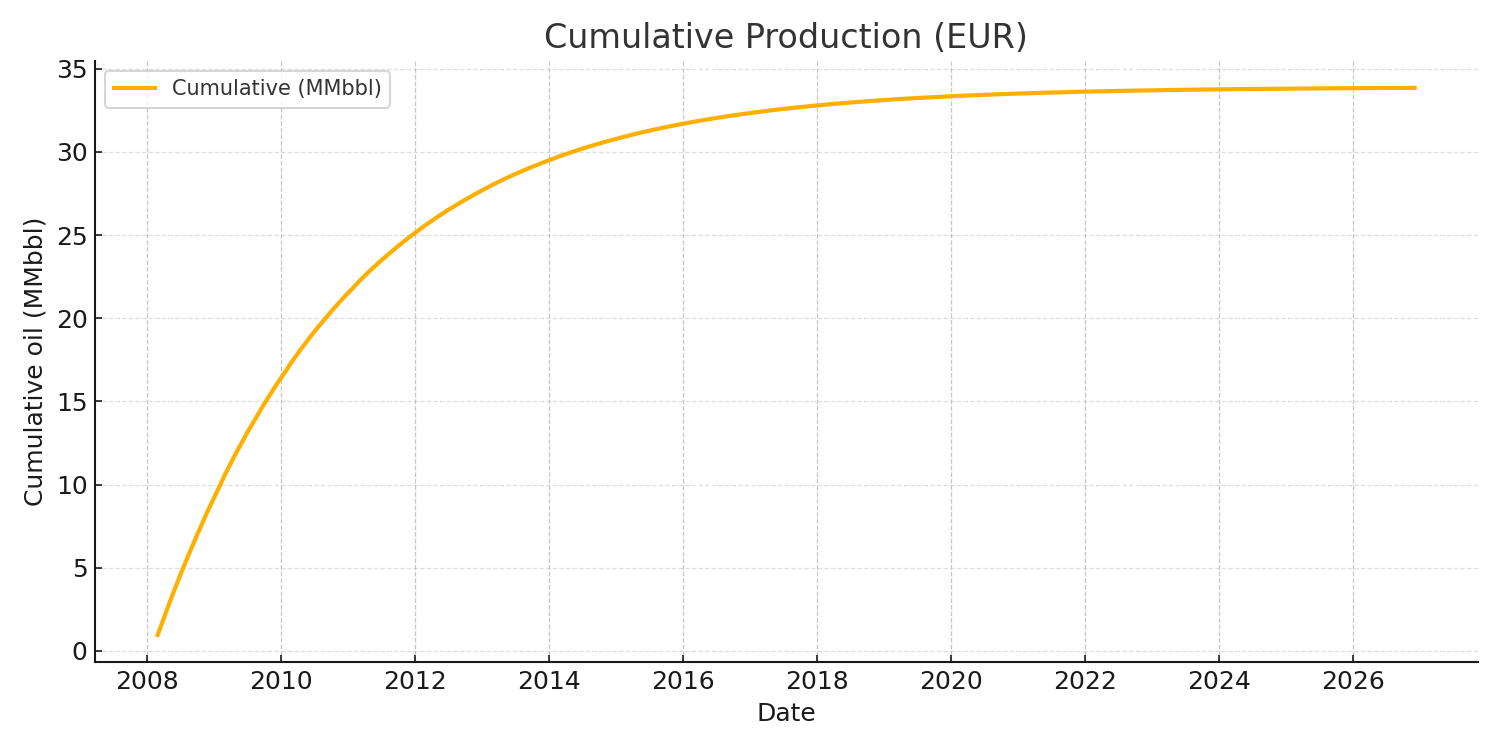 Cumulative Production (EUR)
Cumulative (MMbbl)
Cumulative oil (MMbbl)
35
30
25
20
15
10
5
0
2008 2010 2012 2014 2016 2018 2020 2022 2024 2026
Date